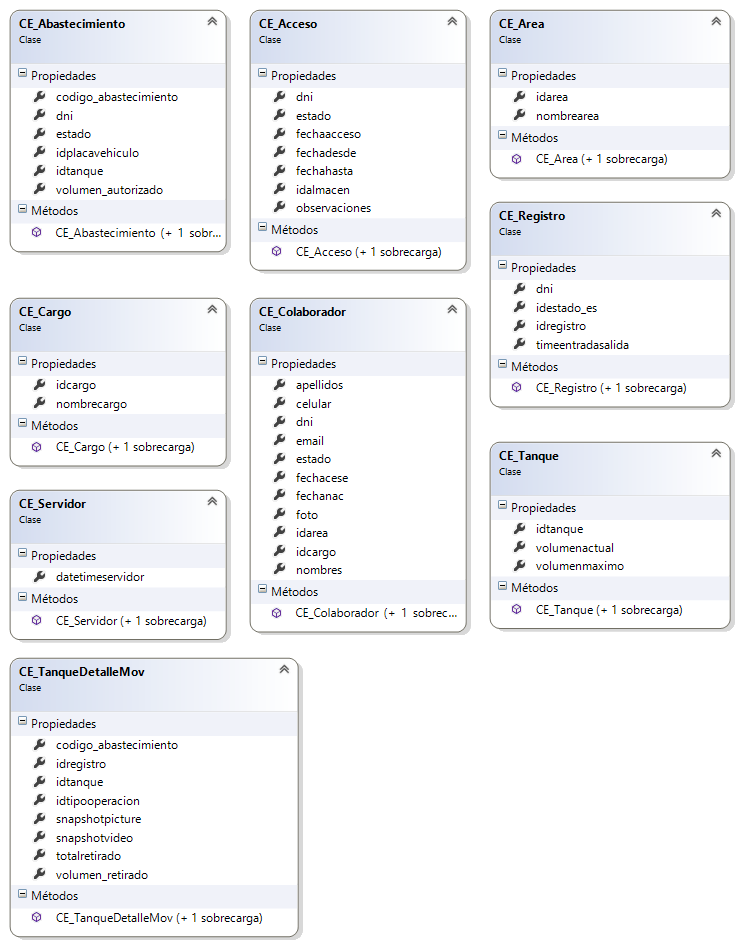 CE_Abastecimiento
Clase
Propiedades
codigo_abastecimiento
dni
estado
idplacavehiculo
idtanque
volumen_autorizado
Métodos
CE_Abastecimiento (+ 1 sobr...
CE_Acceso
Clase
Propiedades
dni
estado
fechaacceso
fechadesde
fechahasta
idalmacen
observaciones
Métodos
CE_Acceso (+ 1 sobrecarga)
CE_Area
Clase
Propiedades
idarea
nombrearea
Métodos
CE_Area (+ 1 sobrecarga)
CE_Registro
Clase
Propiedades
dni
idestado_es
idregistro
timeentradasalida
Métodos
CE_Registro (+ 1 sobrecarga)
CE_Cargo
Clase
Propiedades
idcargo
nombrecargo
Métodos
CE_Cargo (+ 1 sobrecarga)
CE_Colaborador
Clase
Propiedades
apellidos
celular
dni
email
estado
fechacese
fechanac
foto
idarea
idcargo
nombres
Métodos
CE_Colaborador (+ 1 sobrec...
CE_Tanque
Clase
Propiedades
idtanque
volumenactual
volumenmaximo
Métodos
CE_Tanque (+ 1 sobrecarga)
CE_Servidor
Clase
Propiedades
datetimeservidor
Métodos
CE_Servidor (+ 1 sobrecarga)
CE_TanqueDetalleMov
Clase
Propiedades
codigo_abastecimiento
idregistro
idtanque
idtipooperacion
snapshotpicture
snapshotvideo
totalretirado
volumen_retirado
Métodos
CE_TanqueDetalleMov (+ 1 sobrecarga)